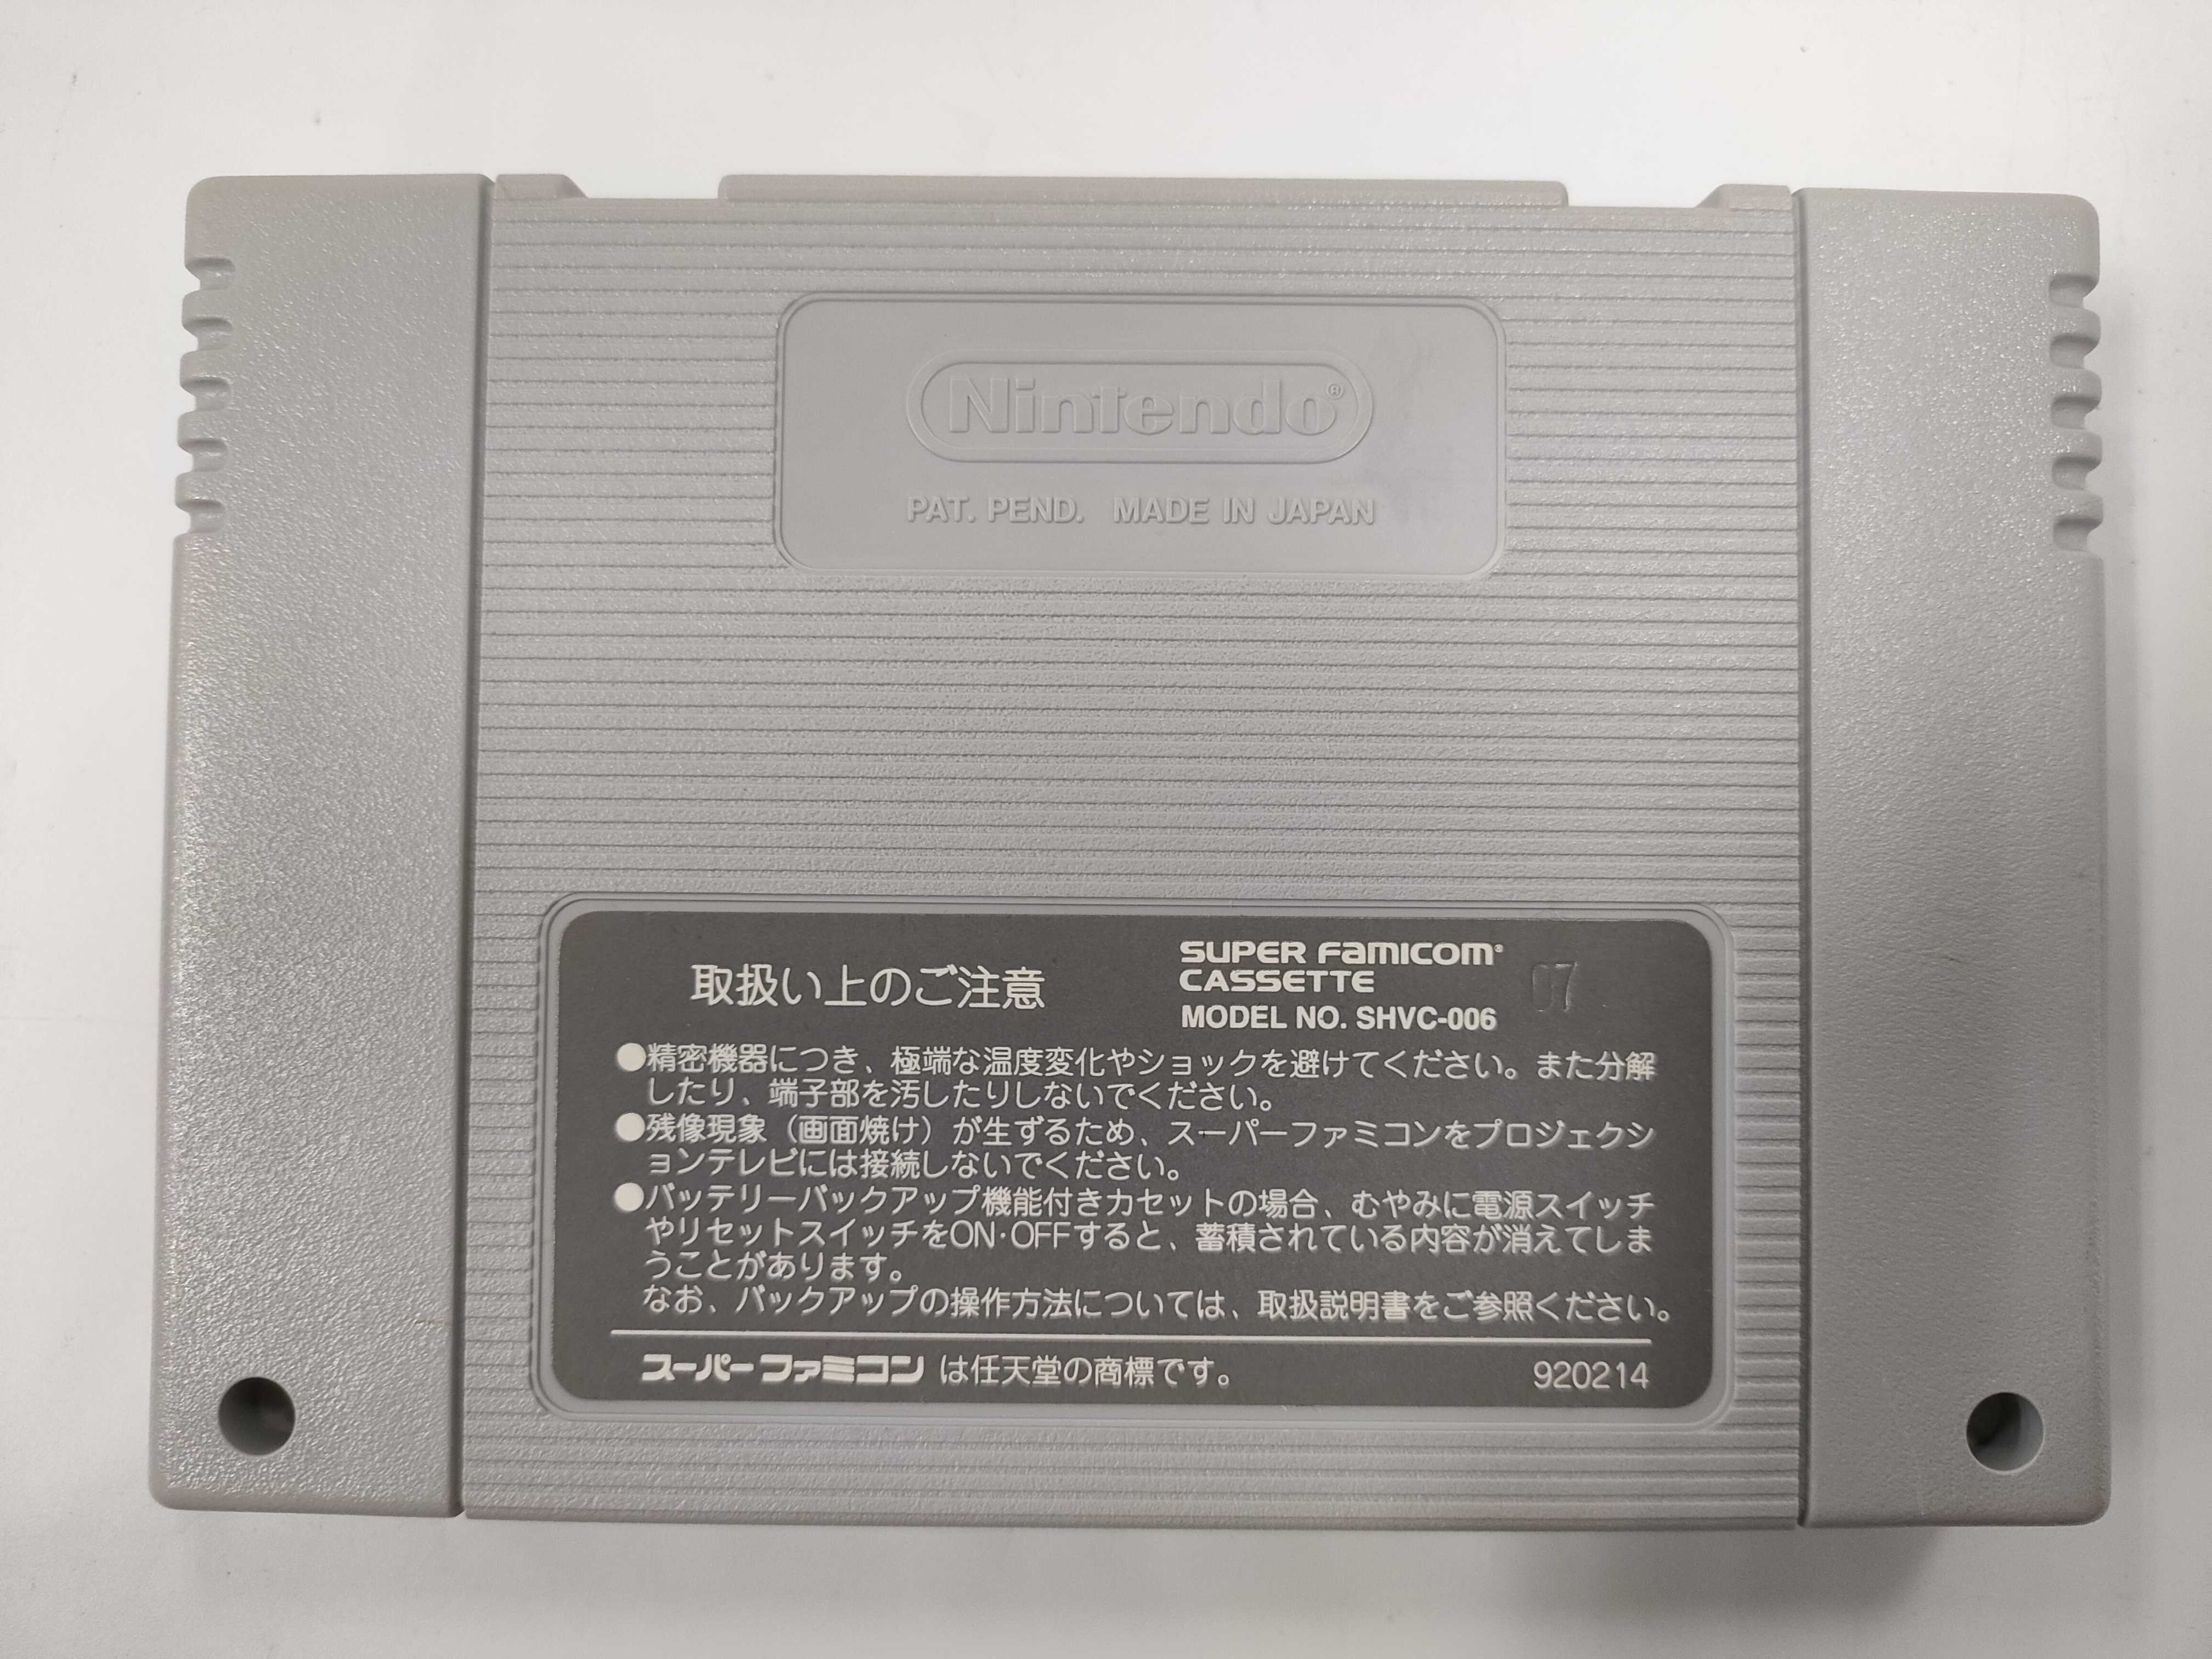 Nintendo®
PAT. PEND. MADE IN JAPAN
取扱い上のご注意
SUPER FAMICOM®
CASSETTE
MODEL NO. SHVC-006
07
●精密機器につき、極端な温度変化やショックを避けてください。また分解
したり、端子部を汚したりしないでください。
●残像現象（画面焼け）が生ずるため、スーパーファミコンをプロジェクシ
ョンテレビには接続しないでください。
●バッテリーバックアップ機能付きカセットの場合、むやみに電源スイッチ
やリセットスイッチをON·OFFすると、蓄積されている内容が消えてしま
うことがあります。
なお、バックアップの操作方法については、取扱説明書をご参照ください。
スーパーファミコン は任天堂の商標です。
920214